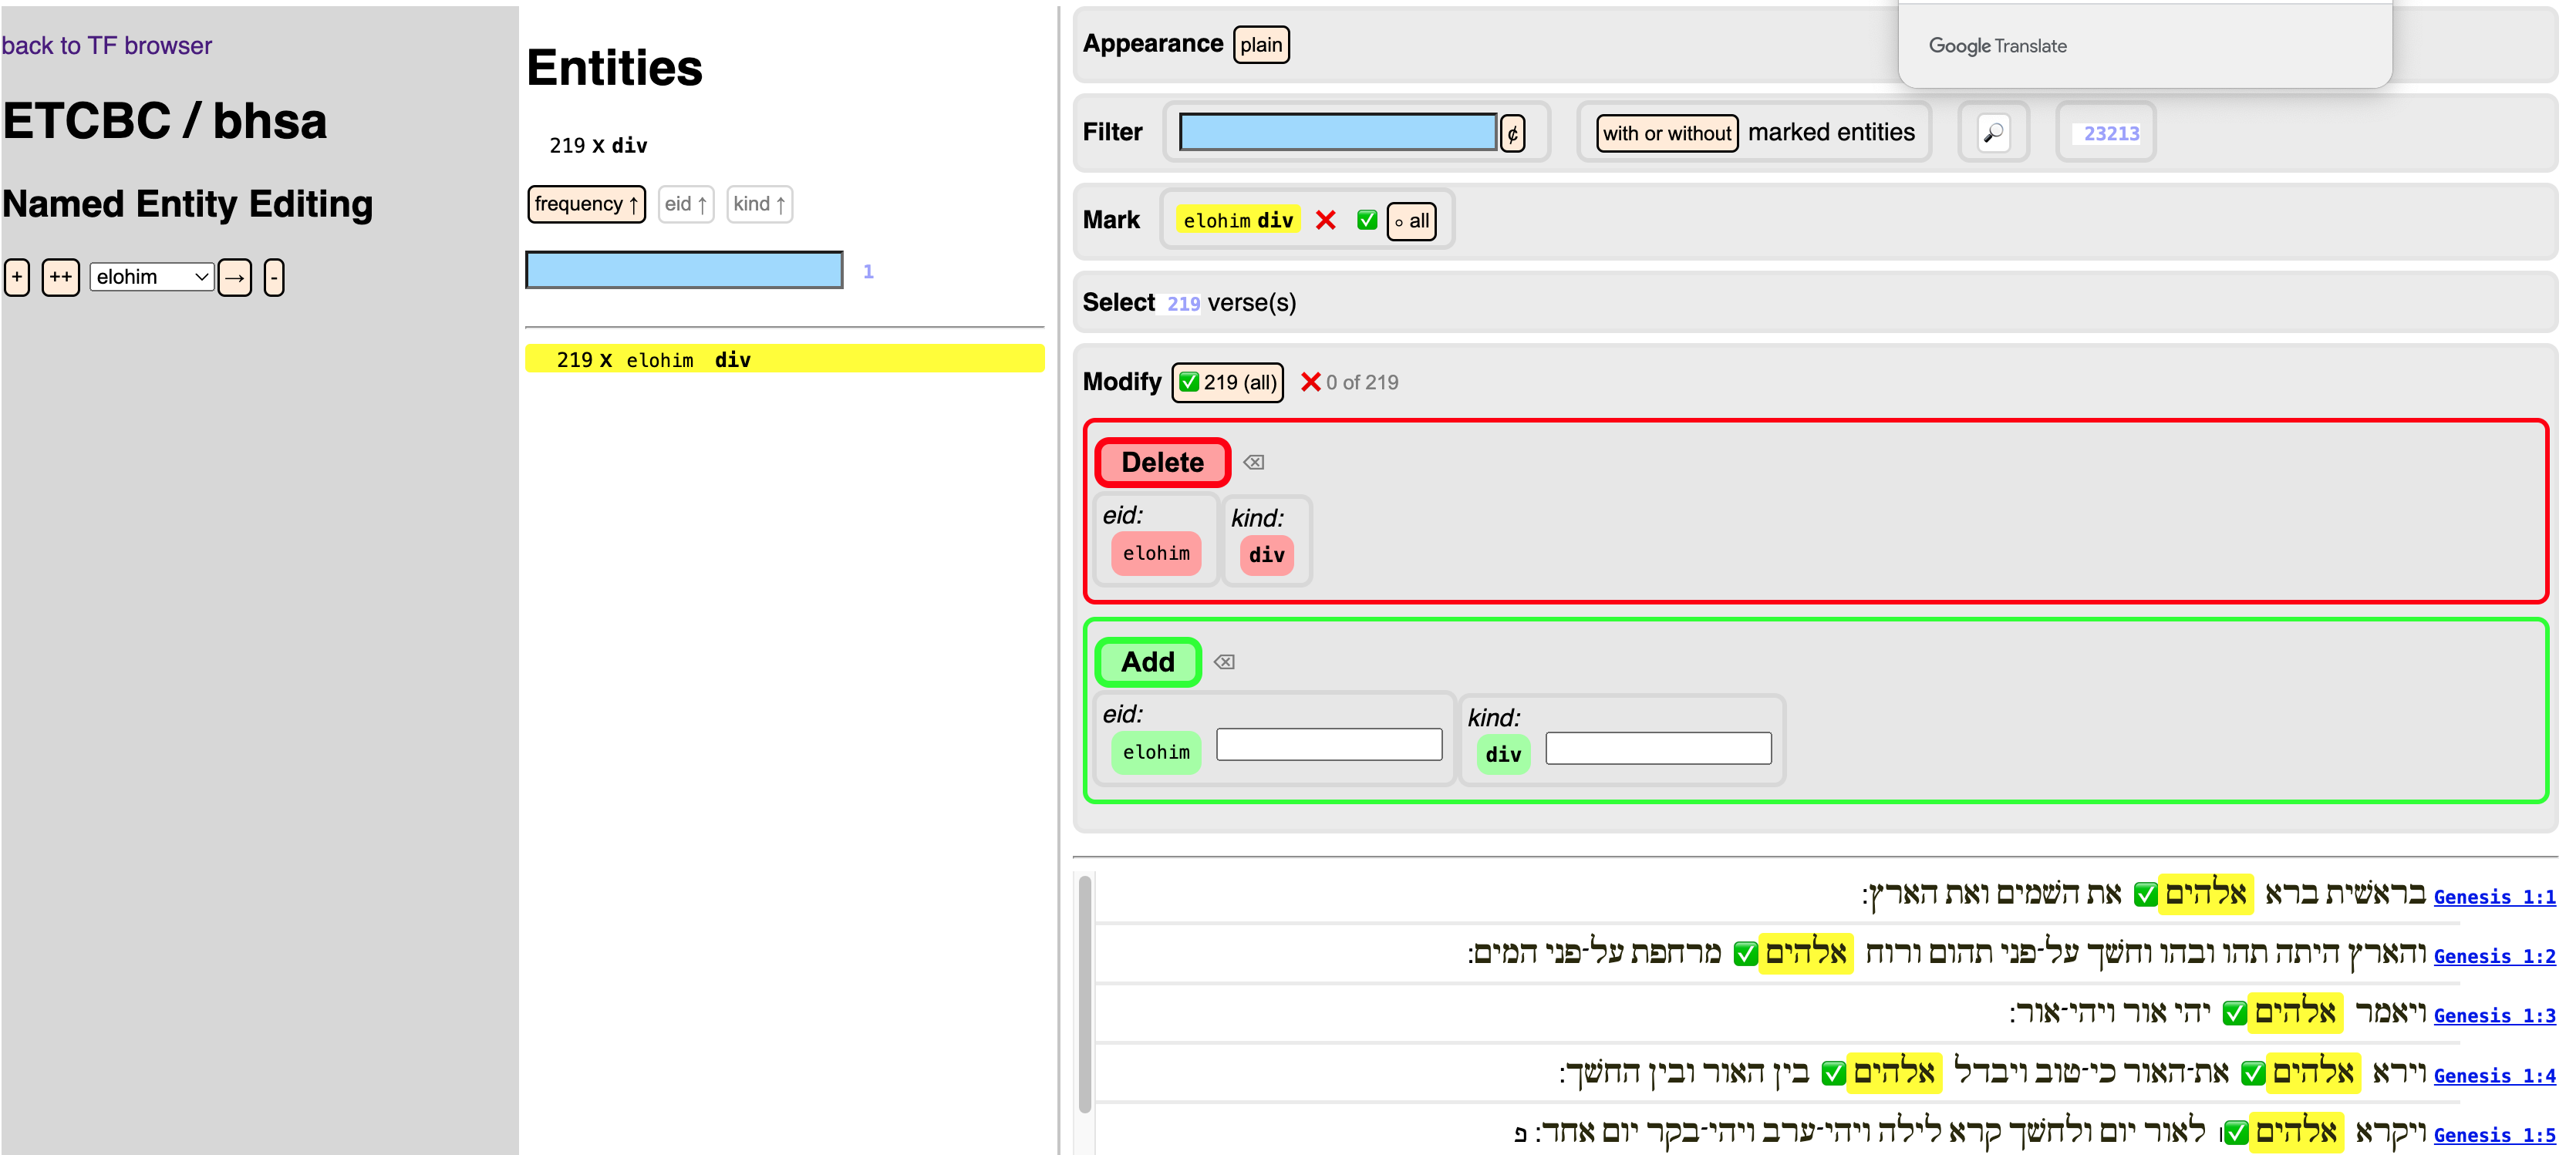 back to TF browser
ETCBC / bhsa
Named Entity Editing
+ ++ elohim → -
Entities
219 x div
frequency ↑ eid ↑ kind ↑
1
219 x elohim div
Appearance plain
Google Translate
Filter ¢ with or without marked entities 23213
Mark elohim div ❌ ✅ ∘ all
Select 219 verse(s)
Modify ✅ 219 (all) ❌ 0 of 219
Delete ⌫
eid: kind:
elohim div
Add ⌫
eid: kind:
elohim div
Genesis 1:1 בראשית ברא אלהים ✅ את השמים ואת הארץ:
Genesis 1:2 והארץ היתה תהו ובהו וחשך על־פני תהום ורוח אלהים ✅ מרחפת על־פני המים:
Genesis 1:3 ויאמר אלהים ✅ יהי אור ויהי־אור:
Genesis 1:4 וירא אלהים ✅ את־האור כי־טוב ויבדל אלהים ✅ בין האור ובין החשך:
Genesis 1:5 ויקרא אלהים ✅׀ לאור יום ולחשך קרא לילה ויהי־ערב ויהי־בקר יום אחד: פ